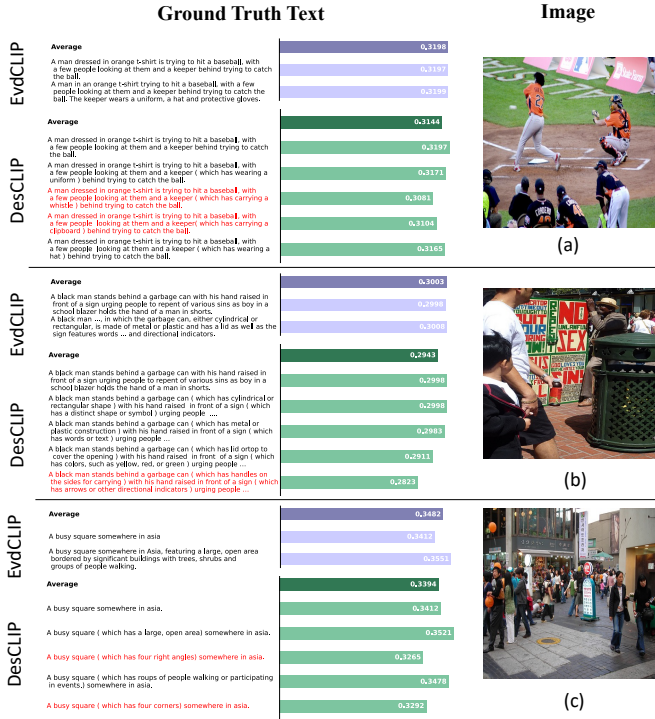 Ground Truth Text
Image
EvdCLIP
Average
0.3198
A man dressed in orange t-shirt is trying to hit a baseball, with
a few people looking at them and a keeper behind trying to catch
the ball.
0.3197
A man in an orange t-shirt is trying to hit a baseball, with a few
people looking at them and a keeper behind trying to catch the
ball. The keeper wears a uniform, a hat and protective gloves.
0.3199
DesCLIP
Average
0.3144
A man dressed in orange t-shirt is trying to hit a baseball, with
a few people looking at them and a keeper behind trying to catch
the ball.
0.3197
A man dressed in orange t-shirt is trying to hit a baseball, with
a few people looking at them and a keeper ( which has wearing a
uniform ) behind trying to catch the ball.
0.3171
A man dressed in orange t-shirt is trying to hit a baseball, with
a few people looking at them and a keeper( which has carrying a
whistle ) behind trying to catch the ball.
0.3081
A man dressed in orange t-shirt is trying to hit a baseball, with
a few people looking at them and a keeper ( which has carrying a
clipboard ) behind trying to catch the ball.
0.3104
A man dressed in orange t-shirt is trying to hit a baseball, with
a few people looking at them and a keeper( which has wearing a
hat ) behind trying to catch the ball.
0.3165
(a)
EvdCLIP
Average
0.3003
A black man stands behind a garbage can with his hand raised in
front of a sign urging people to repent of various sins as boy in a
school blazer holds the hand of a man in shorts.
0.2998
A black man ..., in which the garbage can, either cylindrical or
rectangular, is made of metal or plastic and has a lid as well as the
sign features words ... and directional indicators.
0.3008
DesCLIP
Average
0.2943
A black man stands behind a garbage can with his hand raised in
front of a sign urging people to repent of various sins as boy in a
school blazer holds the hand of a man in shorts.
0.2998
A black man stands behind a garbage can ( which has cylindrical or
rectangular shape ) with his hand raised in front of a sign ( which
has a distinct shape or symbol ) urging people ....
0.2998
A black man stands behind a garbage can ( which has metal or
plastic construction ) with his hand raised in front of a sign ( which
has words or text ) urging people ...
0.2983
A black man stands behind a garbage can ( which has lid ortop to
cover the opening ) with his hand raised in front of a sign ( which
has colors, such as yellow, red, or green ) urging people ...
0.2911
A black man stands behind a garbage can ( which has handles on
the sides for carrying ) with his hand raised in front of a sign ( which
has arrows or other directional indicators ) urging people ...
0.2823
NO
SEX
SINS
(b)
EvdCLIP
Average
0.3482
A busy square somewhere in asia
0.3412
A busy square somewhere in Asia, featuring a large, open area
bordered by significant buildings with trees, shrubs and
groups of people walking.
0.3551
DesCLIP
Average
0.3394
A busy square somewhere in asia.
0.3412
A busy square ( which has a large, open area) somewhere in asia.
0.3521
A busy square ( which has four right angles) somewhere in asia.
0.3265
A busy square ( which has roups of people walking or participating
in events,) somewhere in asia.
0.3478
A busy square ( which has four corners) somewhere in asia.
0.3292
(c)